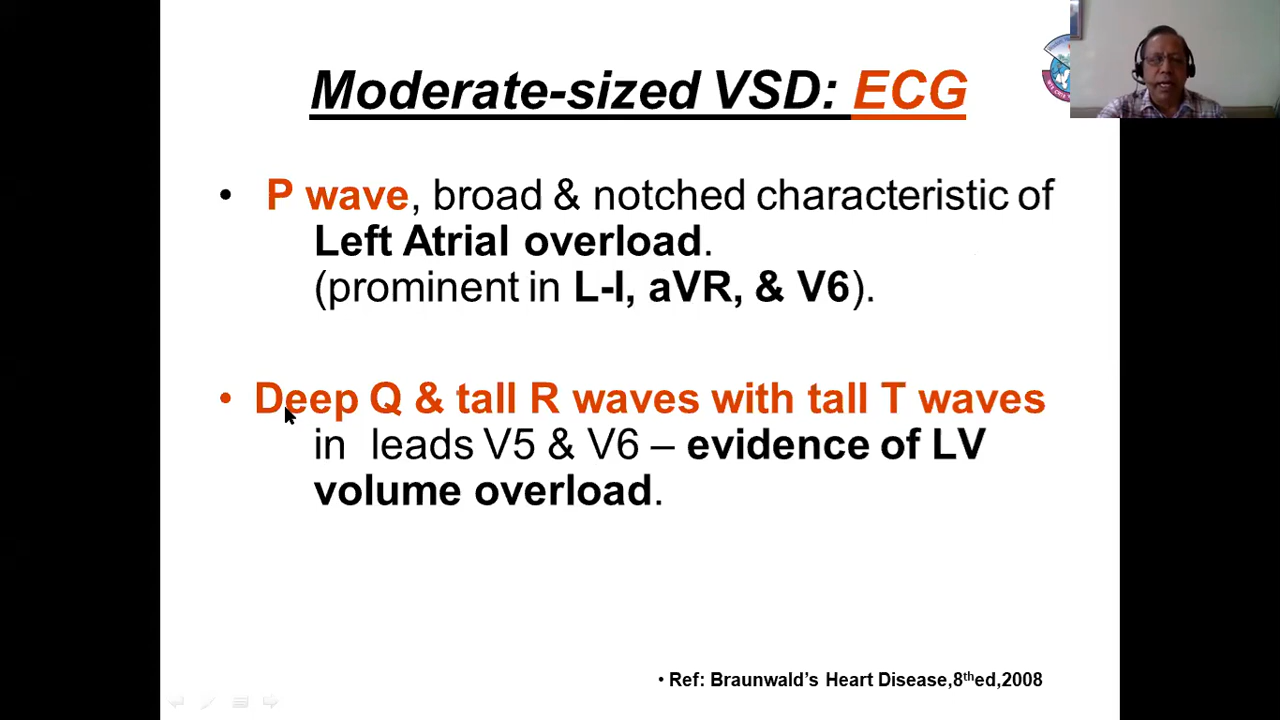 Moderate-sized VSD: ECG
• P wave, broad & notched characteristic of
Left Atrial overload.
(prominent in L-I, aVR, & V6).
• Deep Q & tall R waves with tall T waves
in leads V5 & V6 – evidence of LV
volume overload.
• Ref: Braunwald’s Heart Disease,8thed,2008